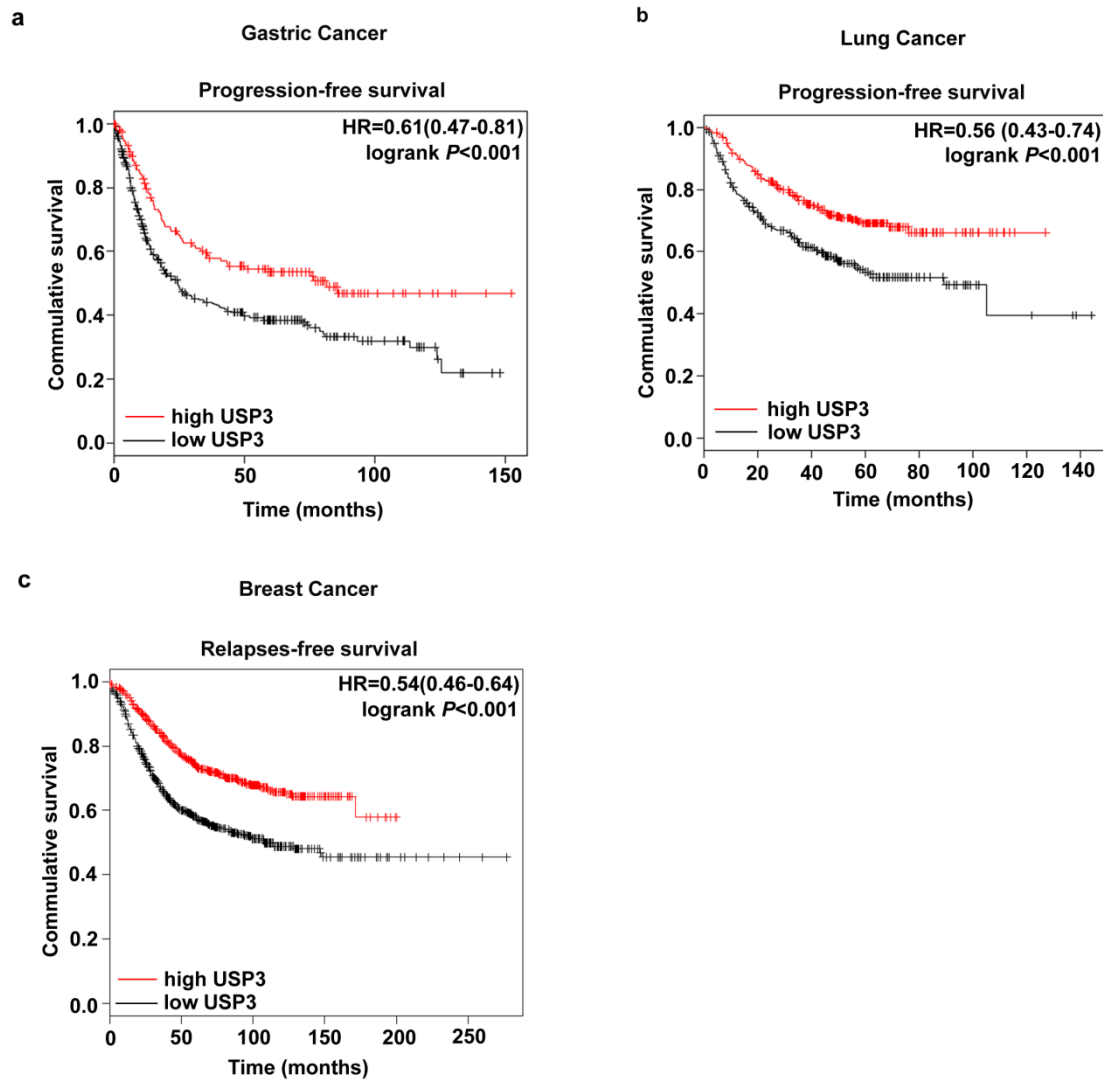 a
Gastric Cancer
Progression-free survival
HR=0.61(0.47-0.81)
logrank P<0.001
Commulative survival
1.0
0.8
0.6
0.4
0.2
0.0
high USP3
low USP3
0 50 100 150
Time (months)
b
Lung Cancer
Progression-free survival
HR=0.56 (0.43-0.74)
logrank P<0.001
Commulative survival
1.0
0.8
0.6
0.4
0.2
0.0
high USP3
low USP3
0 20 40 60 80 100 120 140
Time (months)
c
Breast Cancer
Relapses-free survival
HR=0.54(0.46-0.64)
logrank P<0.001
Commulative survival
1.0
0.8
0.6
0.4
0.2
0.0
high USP3
low USP3
0 50 100 150 200 250
Time (months)